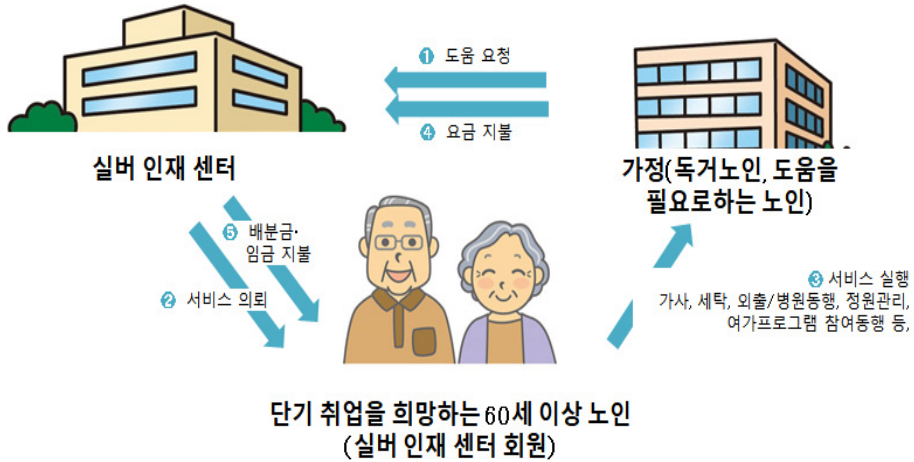 ① 도움 요청
④ 요금 지불
실버 인재 센터
가정(독거노인, 도움을
필요로하는 노인)
⑤ 배분금·
임금 지불
② 서비스 의뢰
③ 서비스 실행
가사, 세탁, 외출/병원동행, 정원관리,
여가프로그램 참여동행 등,
단기 취업을 희망하는 60세 이상 노인
(실버 인재 센터 회원)